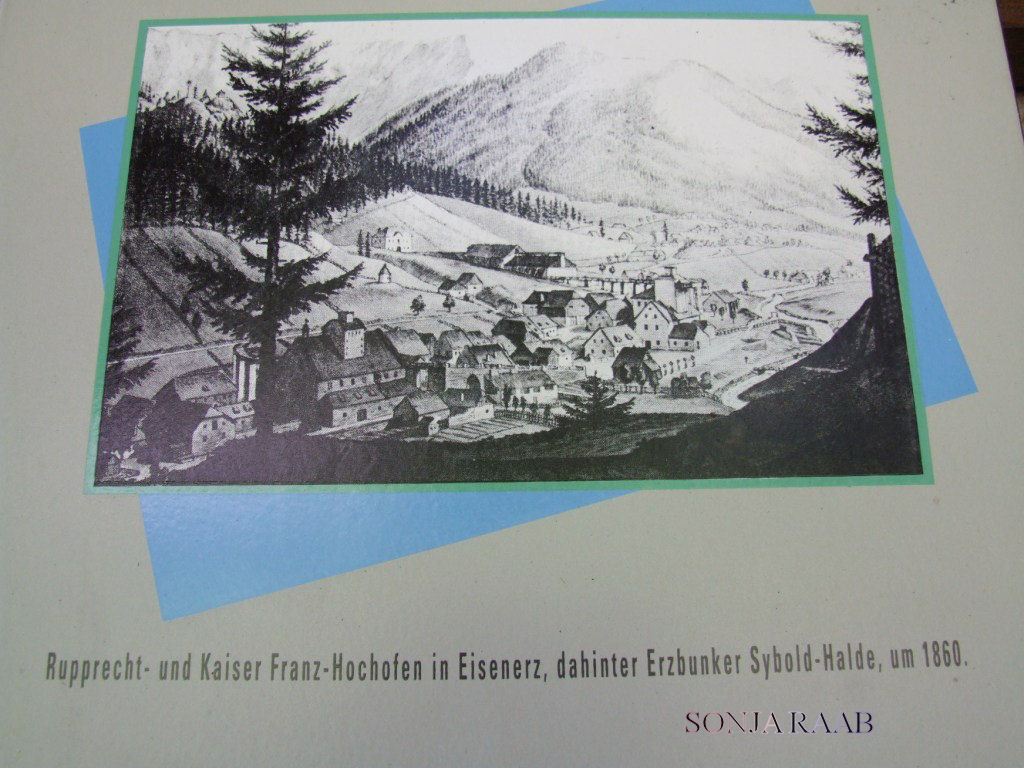 Rupprecht- und Kaiser Franz-Hochofen in Eisenerz, dahinter Erzbunker Sybold-Halde, um 1860.
SONJA RAAB